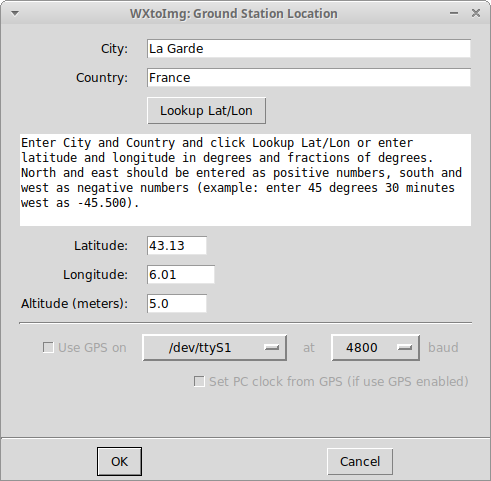 WXtoImg: Ground Station Location
City: La Garde
Country: France
Lookup Lat/Lon
Enter City and Country and click Lookup Lat/Lon or enter
latitude and longitude in degrees and fractions of degrees.
North and east should be entered as positive numbers, south and
west as negative numbers (example: enter 45 degrees 30 minutes
west as -45.500).
Latitude: 43.13
Longitude: 6.01
Altitude (meters): 5.0
Use GPS on /dev/ttyS1 at 4800 baud
Set PC clock from GPS (if use GPS enabled)
OK Cancel